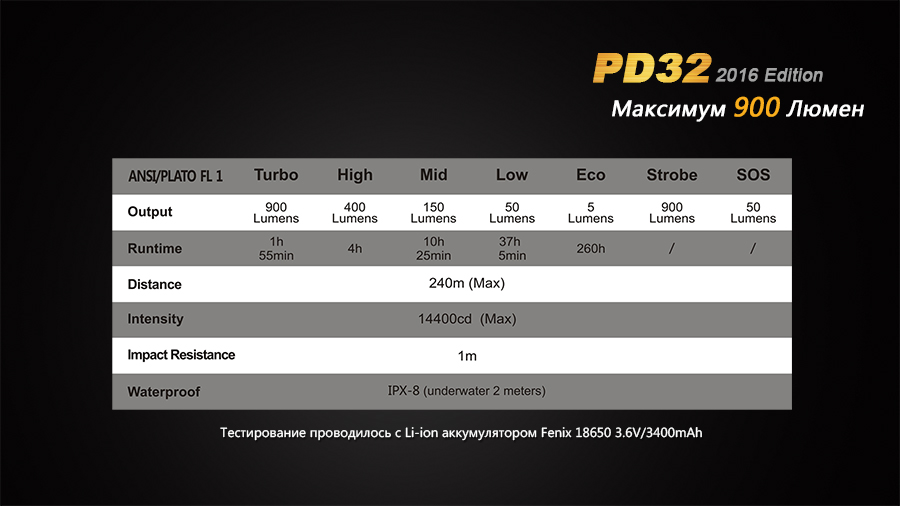 PD32 2016 Edition
Максимум 900 Люмен
ANSI/PLATO FL 1 Turbo High Mid Low Eco Strobe SOS
Output 900 Lumens 400 Lumens 150 Lumens 50 Lumens 5 Lumens 900 Lumens 50 Lumens
Runtime 1h 55min 4h 10h 25min 37h 5min 260h / /
Distance 240m (Max)
Intensity 14400cd (Max)
Impact Resistance 1m
Waterproof IPX-8 (underwater 2 meters)
Тестирование проводилось с Li-ion аккумулятором Fenix 18650 3.6V/3400mAh